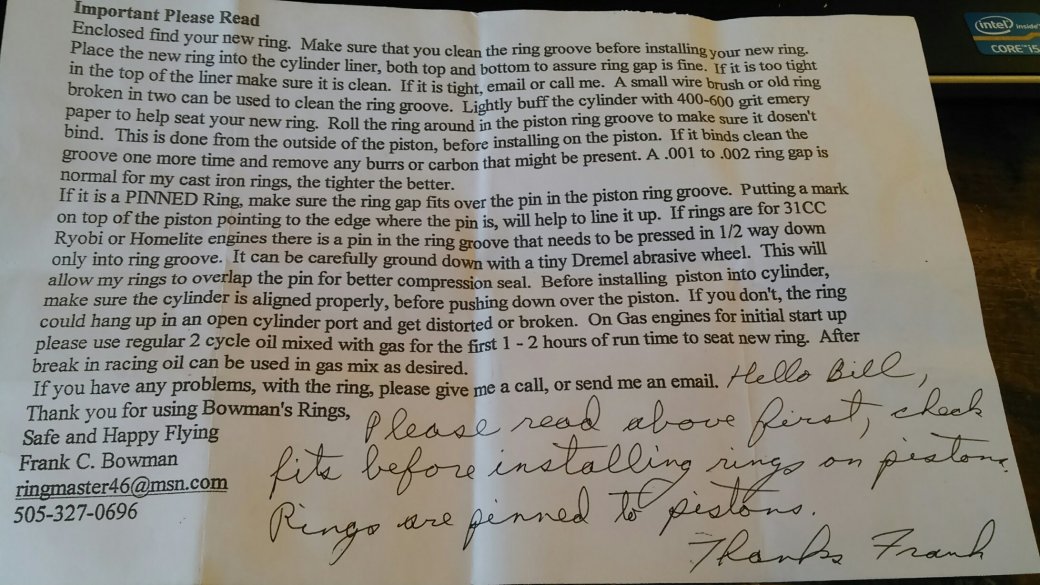 Important Please Read
Enclosed find your new ring. Make sure that you clean the ring groove before installing your new ring.
Place the new ring into the cylinder liner, both top and bottom to assure ring gap is fine. If it is too tight
in the top of the liner make sure it is clean. If it is tight, email or call me. A small wire brush or old ring
broken in two can be used to clean the ring groove. Lightly buff the cylinder with 400-600 grit emery
paper to help seat your new ring. Roll the ring around in the piston ring groove to make sure it dosen't
bind. This is done from the outside of the piston, before installing on the piston. If it binds clean the
groove one more time and remove any burrs or carbon that might be present. A .001 to .002 ring gap is
normal for my cast iron rings, the tighter the better.
If it is a PINNED Ring, make sure the ring gap fits over the pin in the piston ring groove. Putting a mark
on top of the piston pointing to the edge where the pin is, will help to line it up. If rings are for 31CC
Ryobi or Homelite engines there is a pin in the ring groove that needs to be pressed in 1/2 way down
only into ring groove. It can be carefully ground down with a tiny Dremel abrasive wheel. This will
allow my rings to overlap the pin for better compression seal. Before installing piston into cylinder,
make sure the cylinder is aligned properly, before pushing down over the piston. If you don't, the ring
could hang up in an open cylinder port and get distorted or broken. On Gas engines for initial start up
please use regular 2 cycle oil mixed with gas for the first 1 - 2 hours of run time to seat new ring. After
break in racing oil can be used in gas mix as desired.
If you have any problems, with the ring, please give me a call, or send me an email. Hello Bill,
Thank you for using Bowman's Rings,
Safe and Happy Flying
Frank C. Bowman
ringmaster46@msn.com
505-327-0696
Please read above first, check
fits before installing rings on pistons.
Rings are pinned to pistons.
Thanks Frank
intel inside
CORE i5